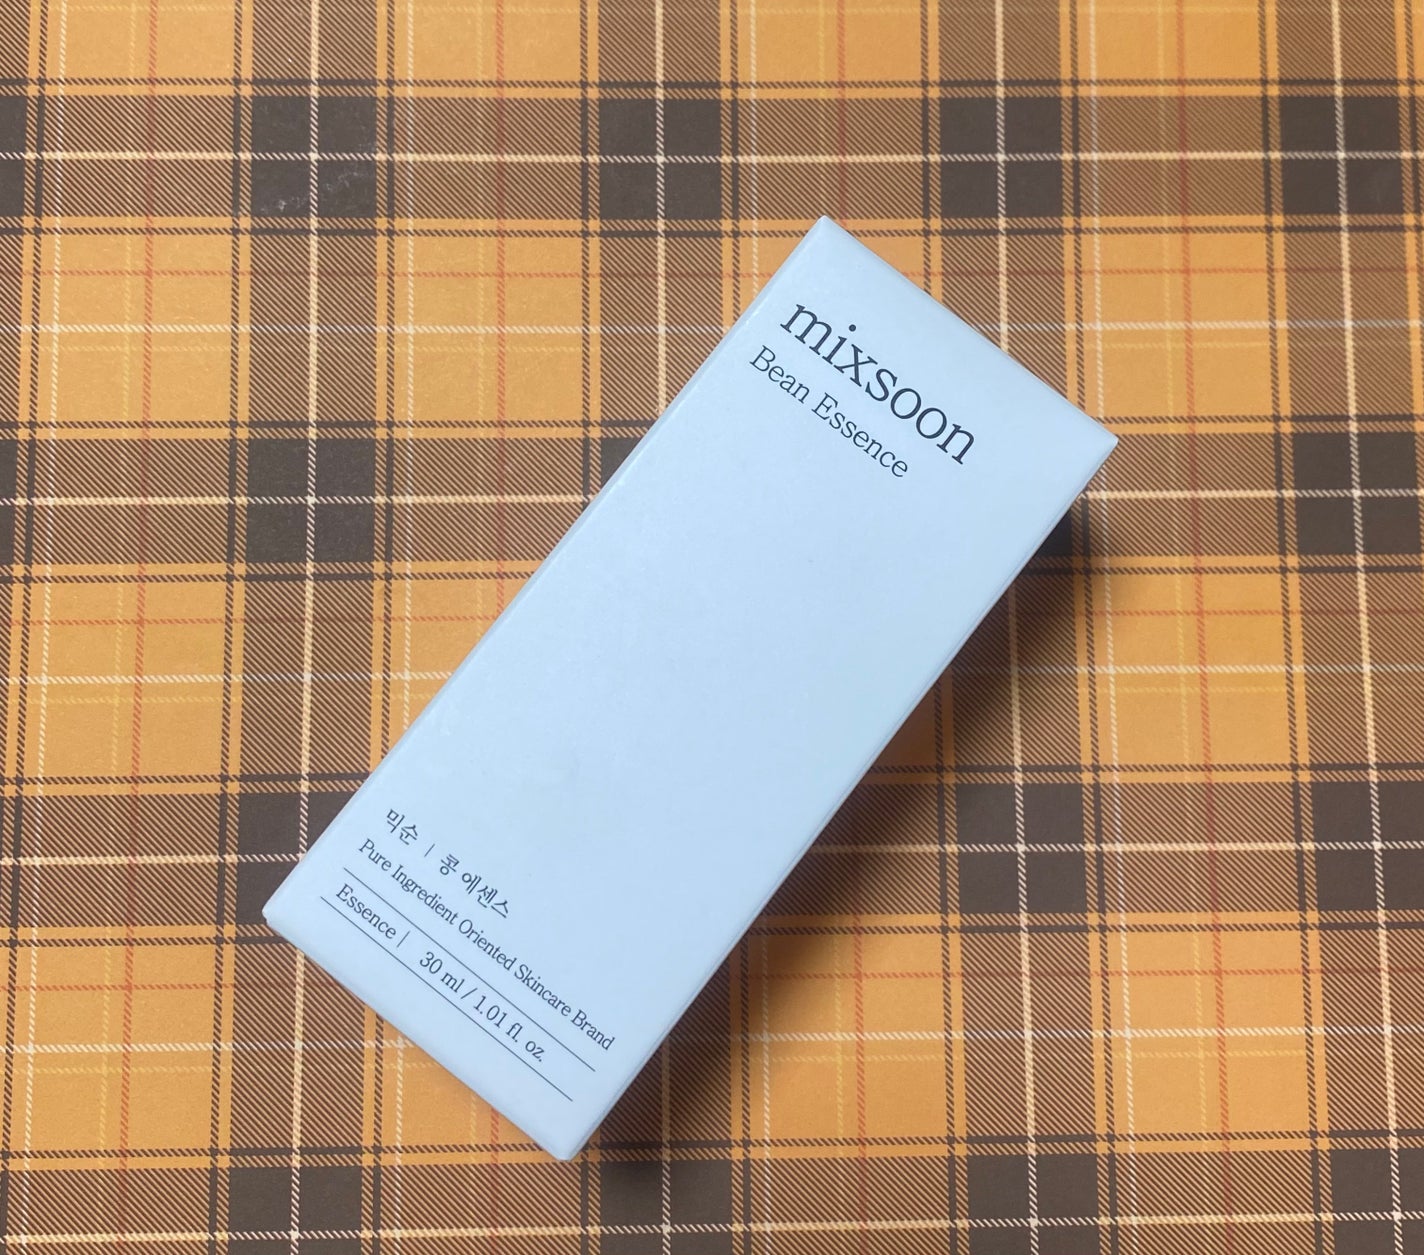 mixsoon
Bean Essence
믹순 | 콩 에센스
Pure Ingredient Oriented Skincare Brand
Essence | 30 ml / 1.01 fl. oz.